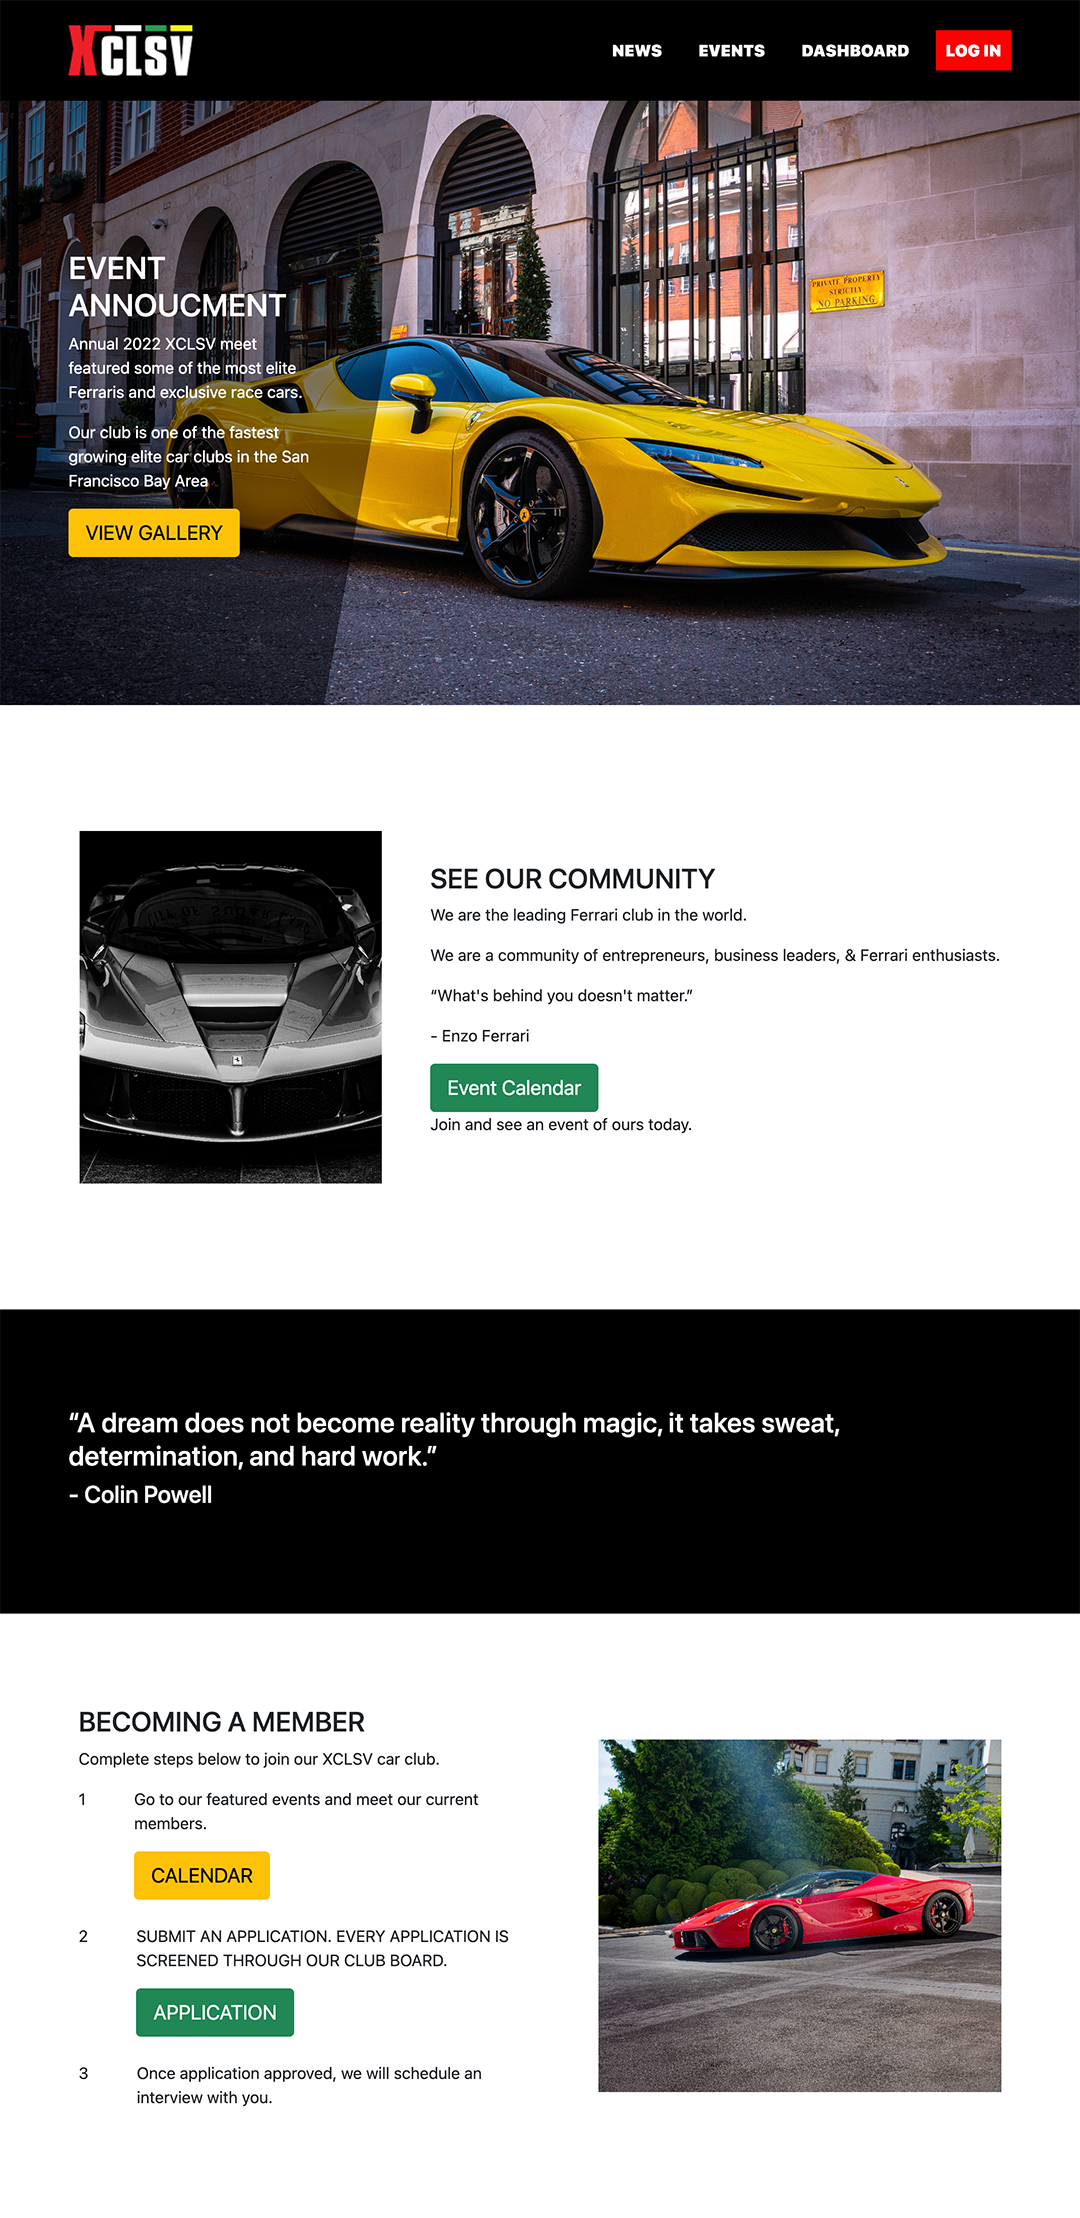 XCLSV
NEWS EVENTS DASHBOARD LOG IN
PRIVATE PROPERTY
STRICTLY
NO PARKING
EVENT
ANNOUCMENT
Annual 2022 XCLSV meet
featured some of the most elite
Ferraris and exclusive race cars.
Our club is one of the fastest
growing elite car clubs in the San
Francisco Bay Area
VIEW GALLERY
SEE OUR COMMUNITY
We are the leading Ferrari club in the world.
We are a community of entrepreneurs, business leaders, & Ferrari enthusiasts.
“What's behind you doesn't matter.”
- Enzo Ferrari
Event Calendar
Join and see an event of ours today.
“A dream does not become reality through magic, it takes sweat,
determination, and hard work.”
- Colin Powell
BECOMING A MEMBER
Complete steps below to join our XCLSV car club.
1 Go to our featured events and meet our current
members.
CALENDAR
2 SUBMIT AN APPLICATION. EVERY APPLICATION IS
SCREENED THROUGH OUR CLUB BOARD.
APPLICATION
3 Once application approved, we will schedule an
interview with you.